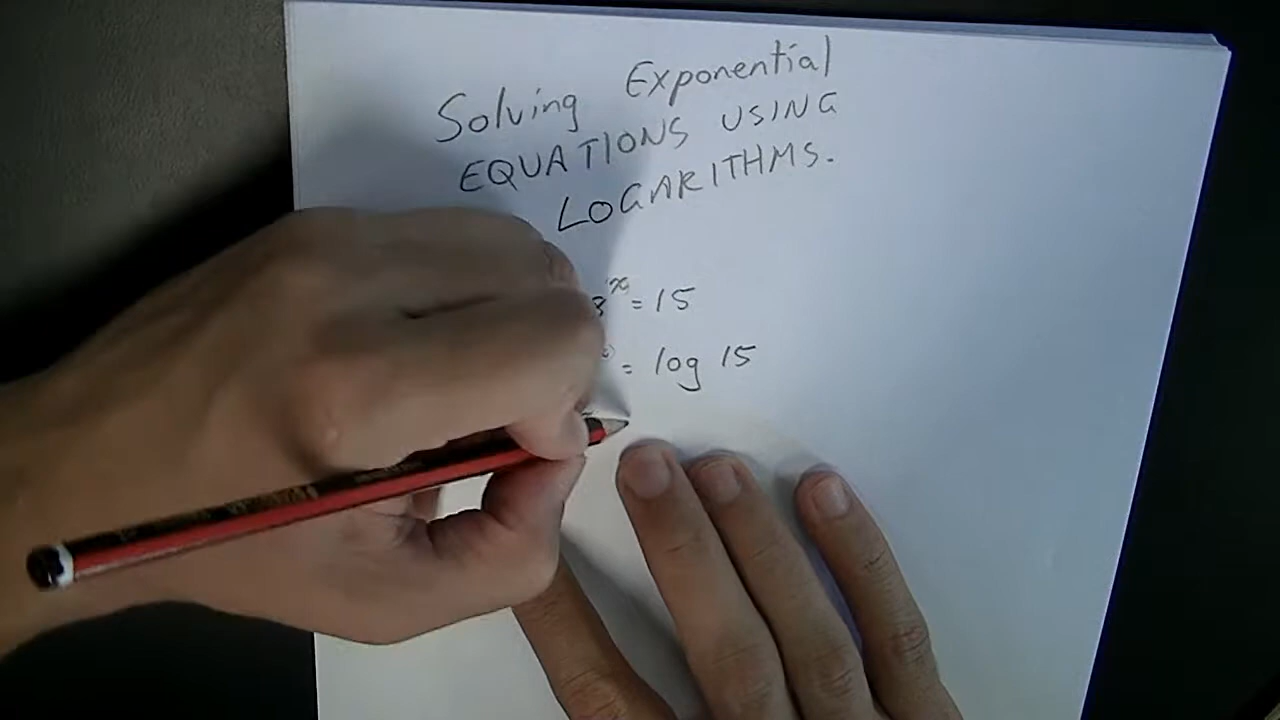 Solving Exponential
EQUATIONS USING
LOGARITHMS.
= 15
= log 15